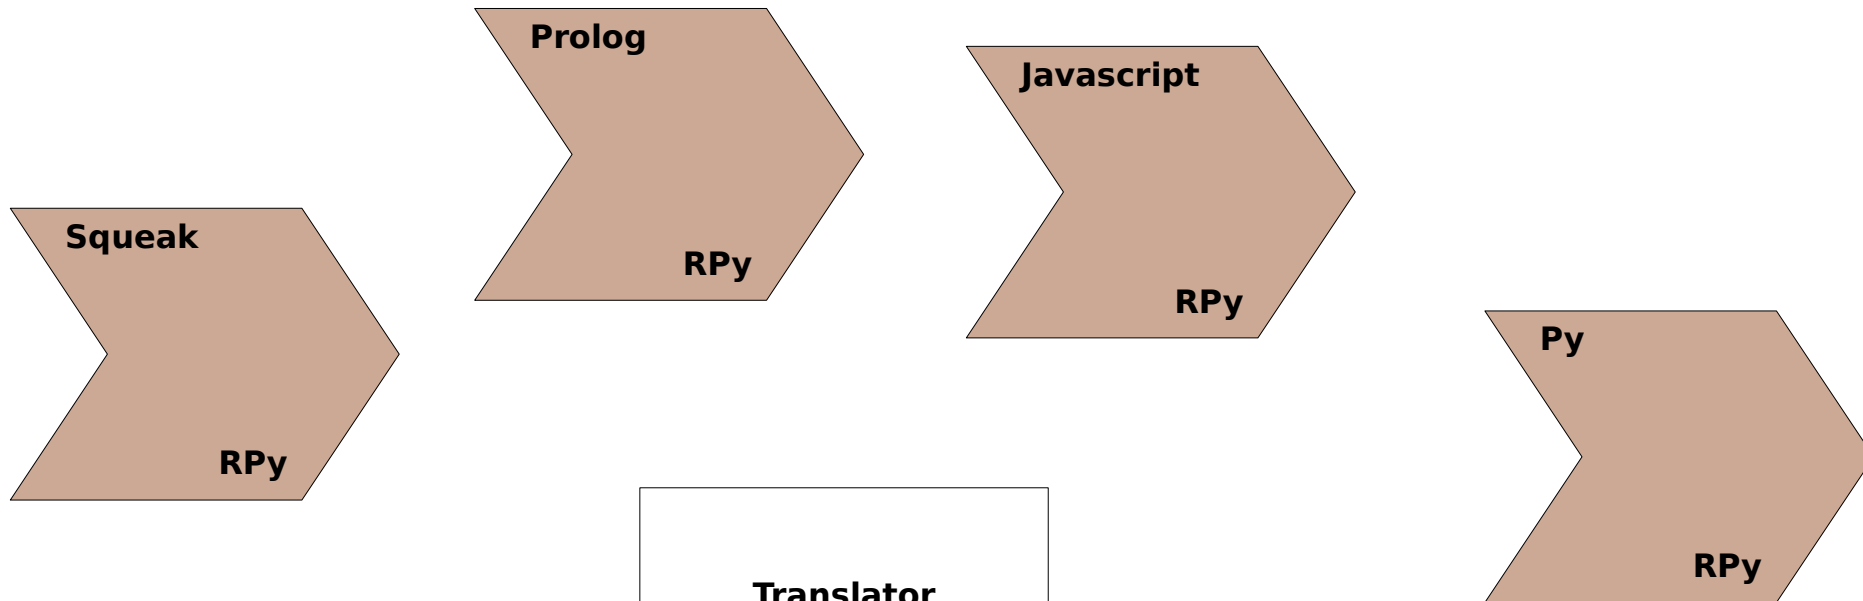 Prolog
RPy
Javascript
RPy
Squeak
RPy
Py
RPy
Translator